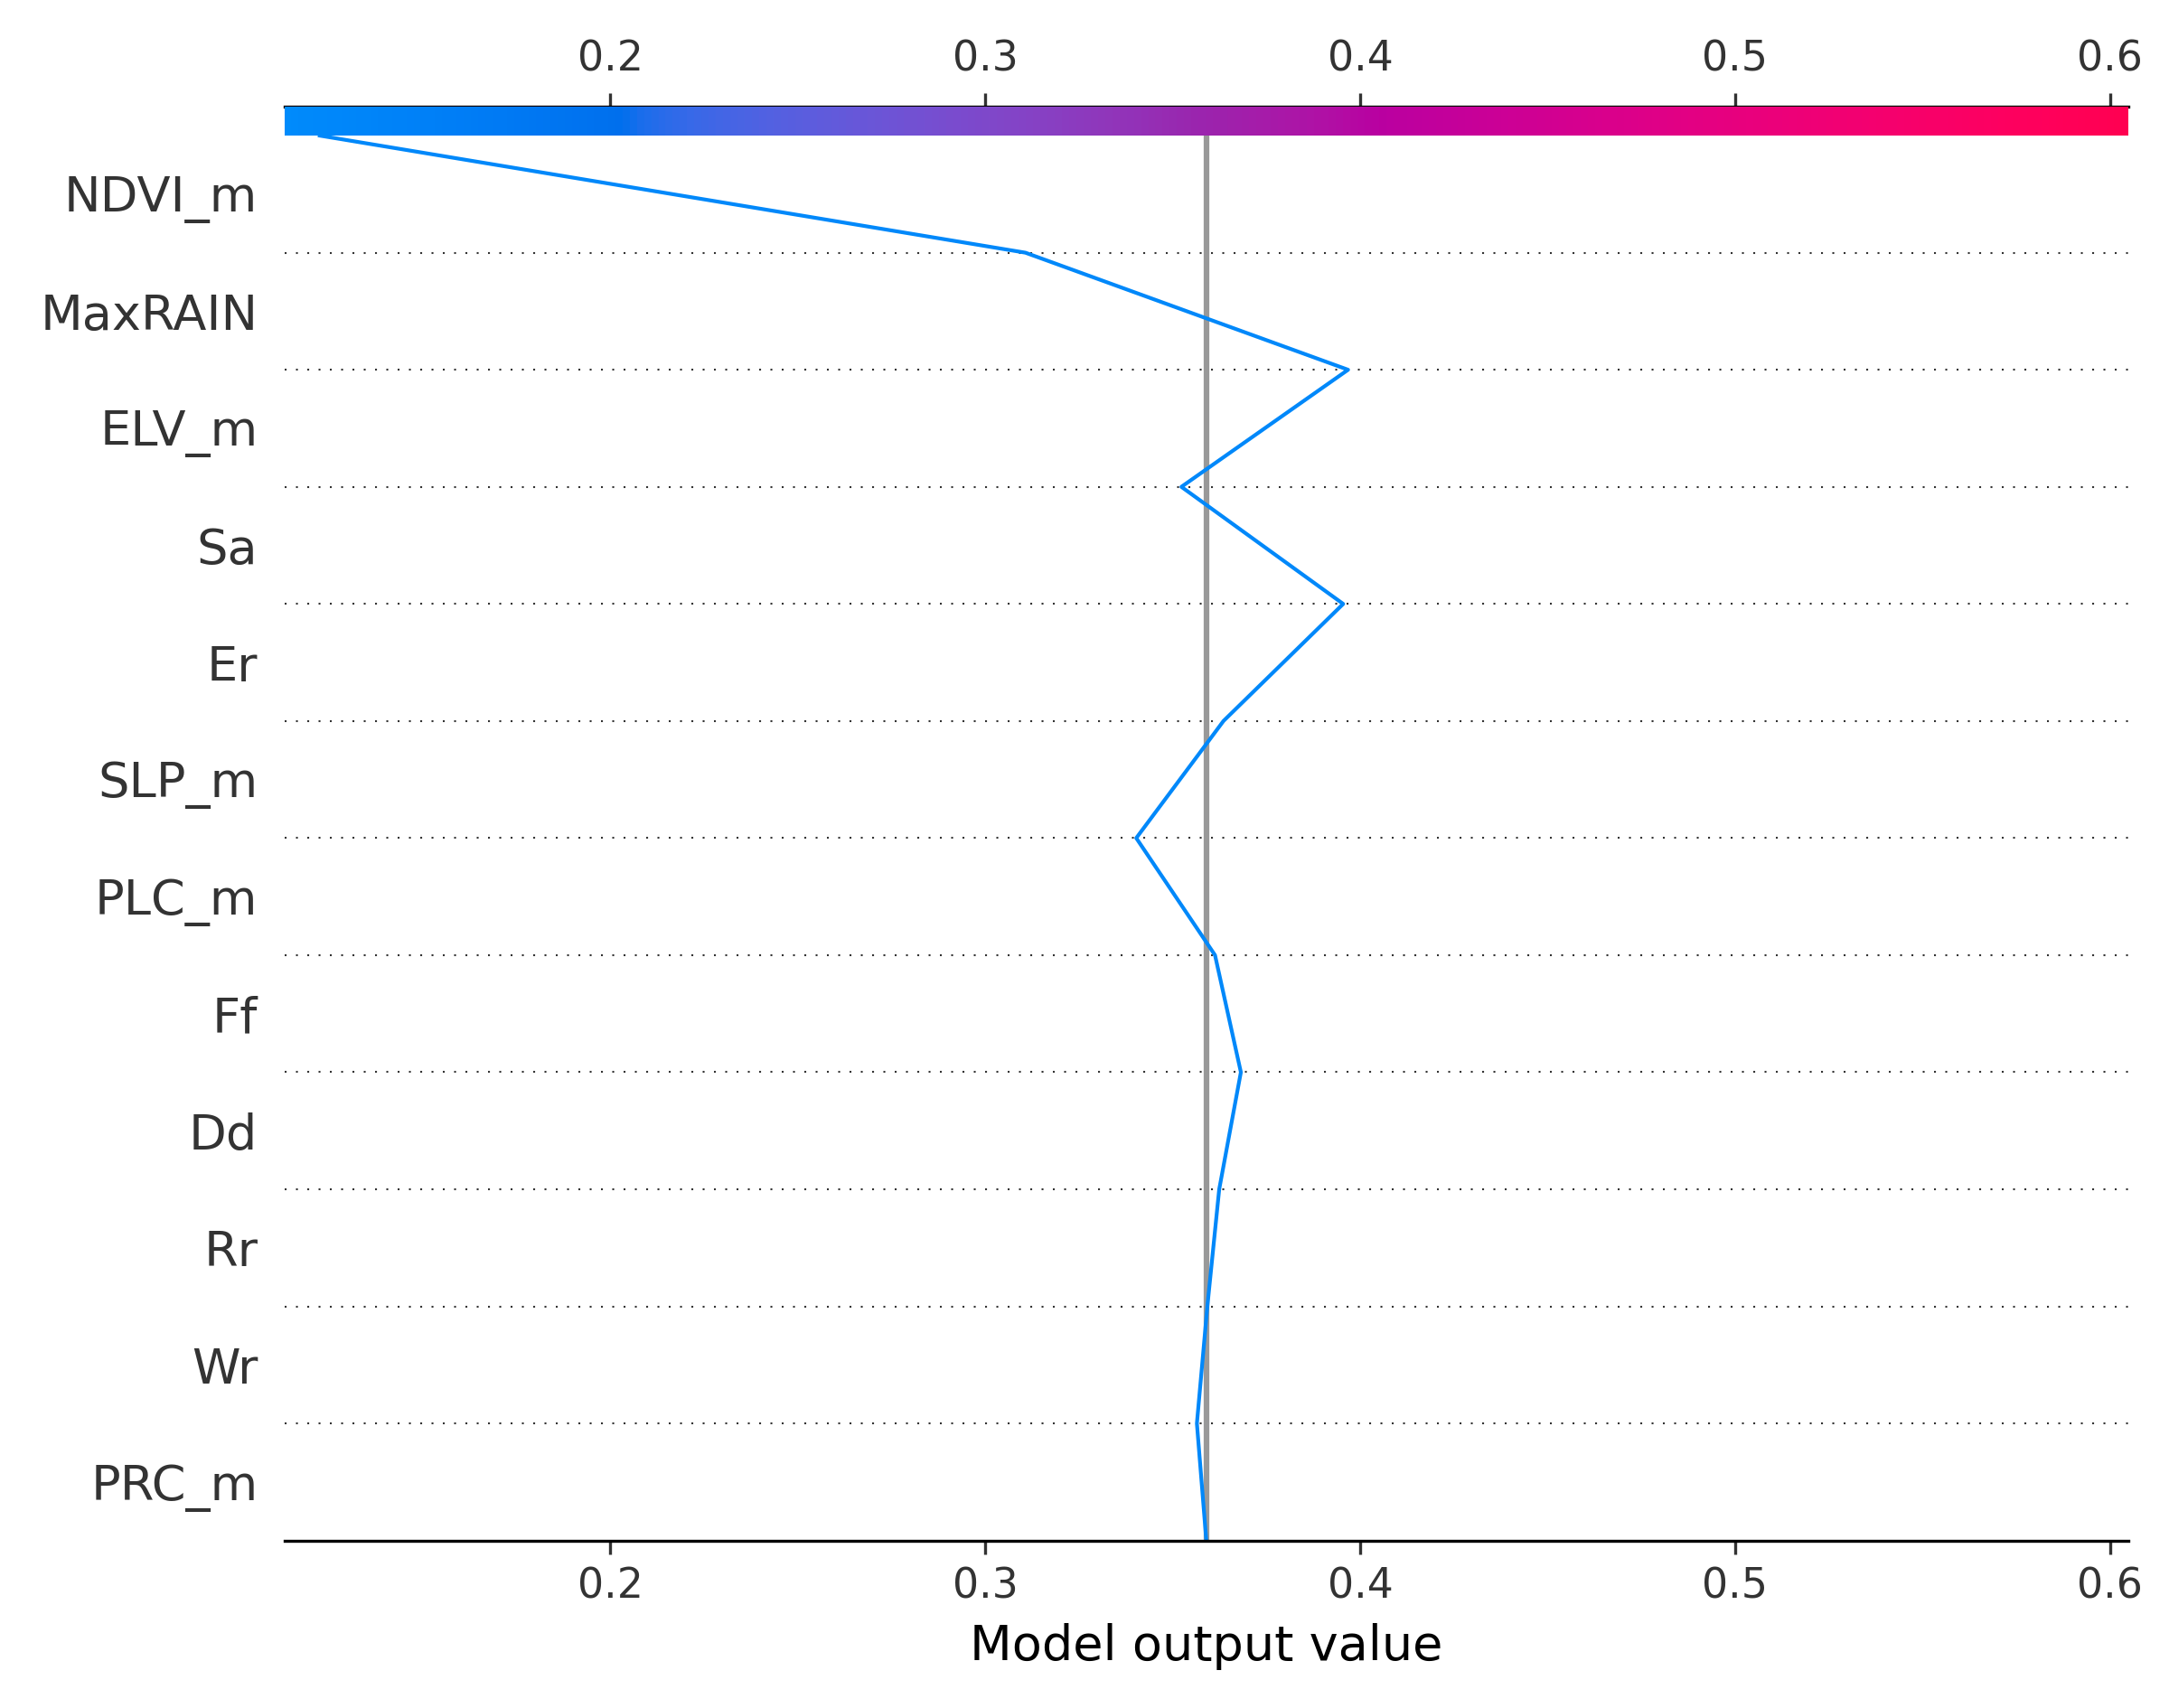 0.2 0.3 0.4 0.5 0.6
NDVI_m
MaxRAIN
ELV_m
Sa
Er
SLP_m
PLC_m
Ff
Dd
Rr
Wr
PRC_m
0.2 0.3 0.4 0.5 0.6
Model output value